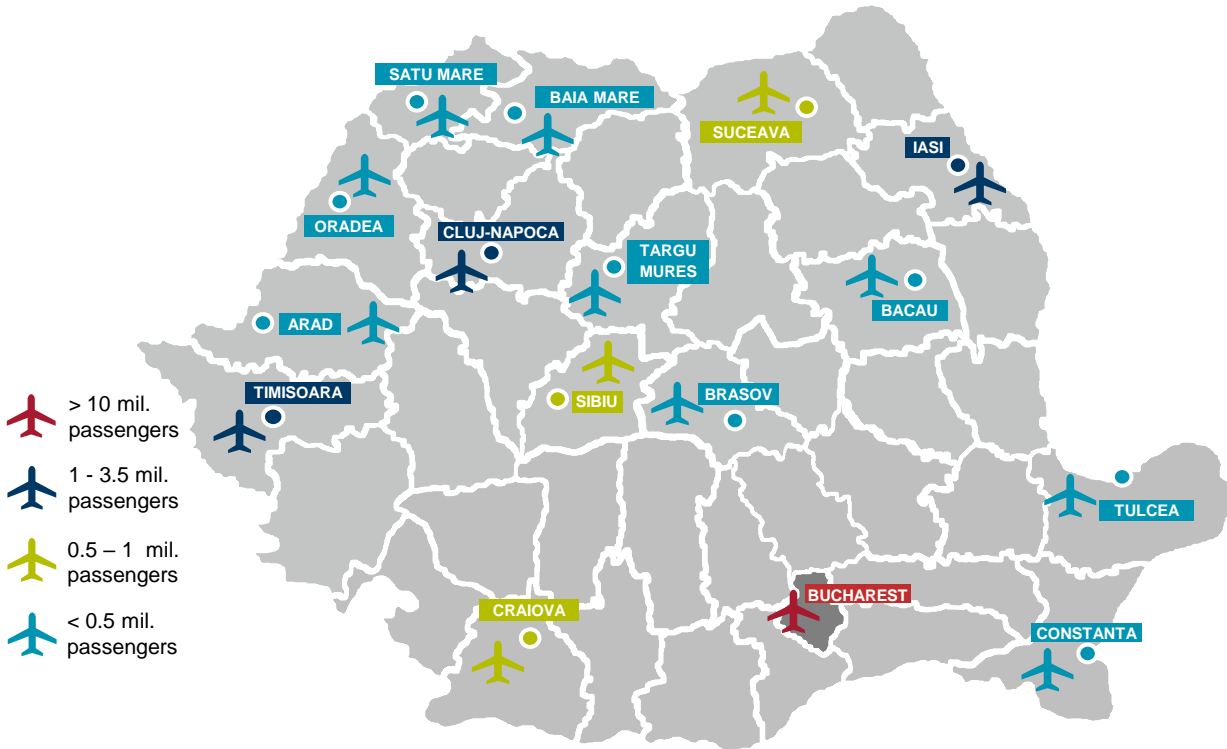 SATU MARE
BAIA MARE
SUCEAVA
IASI
ORADEA
CLUJ-NAPOCA
TARGU
MURES
BACAU
ARAD
TIMISOARA
SIBIU
BRASOV
TULCEA
BUCHAREST
CRAIOVA
CONSTANTA
> 10 mil.
passengers
1 - 3.5 mil.
passengers
0.5 – 1 mil.
passengers
< 0.5 mil.
passengers